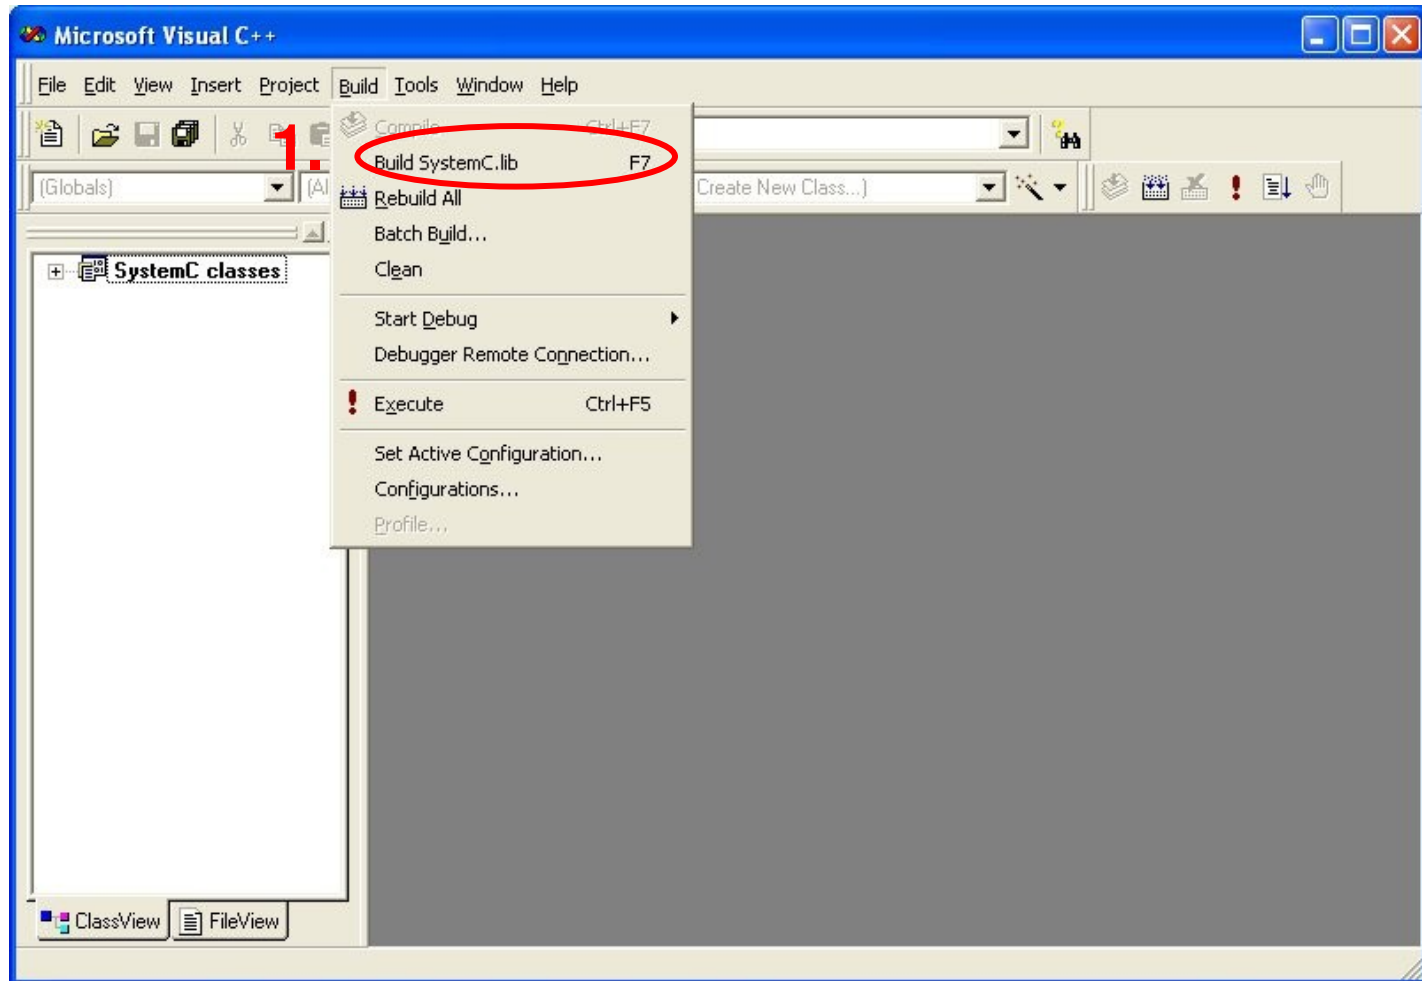 Microsoft Visual C++
File Edit View Insert Project Build Tools Window Help
1.
Compile Ctrl+F7
Build SystemC.lib F7
(Globals) (Al Create New Class...)
Rebuild All
Batch Build...
Clean
SystemC classes
Start Debug
Debugger Remote Connection...
Execute Ctrl+F5
Set Active Configuration...
Configurations...
Profile...
ClassView FileView